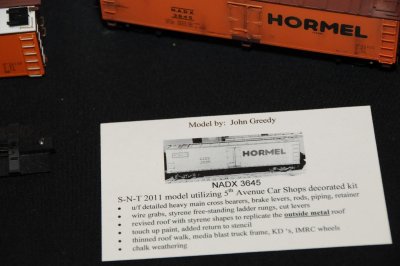 NADX
3645
HORMEL
Model by: John Greedy
HORMEL
NADX 3645
S-N-T 2011 model utilizing 5th Avenue Car Shops decorated kit
• u/f detailed heavy main cross bearers, brake levers, rods, piping, retainer
• wire grabs, styrene free-standing ladder rungs, cut levers
• revised roof with styrene shapes to replicate the outside metal roof
• touch up paint, added return to stencil
• thinned roof walk, media blast truck frame, KD 's, IMRC wheels
• chalk weathering